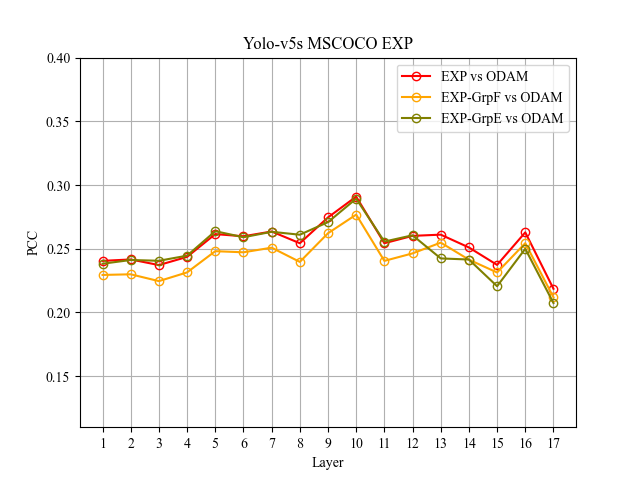 Yolo-v5s MSCOCO EXP
EXP vs ODAM
EXP-GrpF vs ODAM
EXP-GrpE vs ODAM
PCC
0.40
0.35
0.30
0.25
0.20
0.15
1 2 3 4 5 6 7 8 9 10 11 12 13 14 15 16 17
Layer